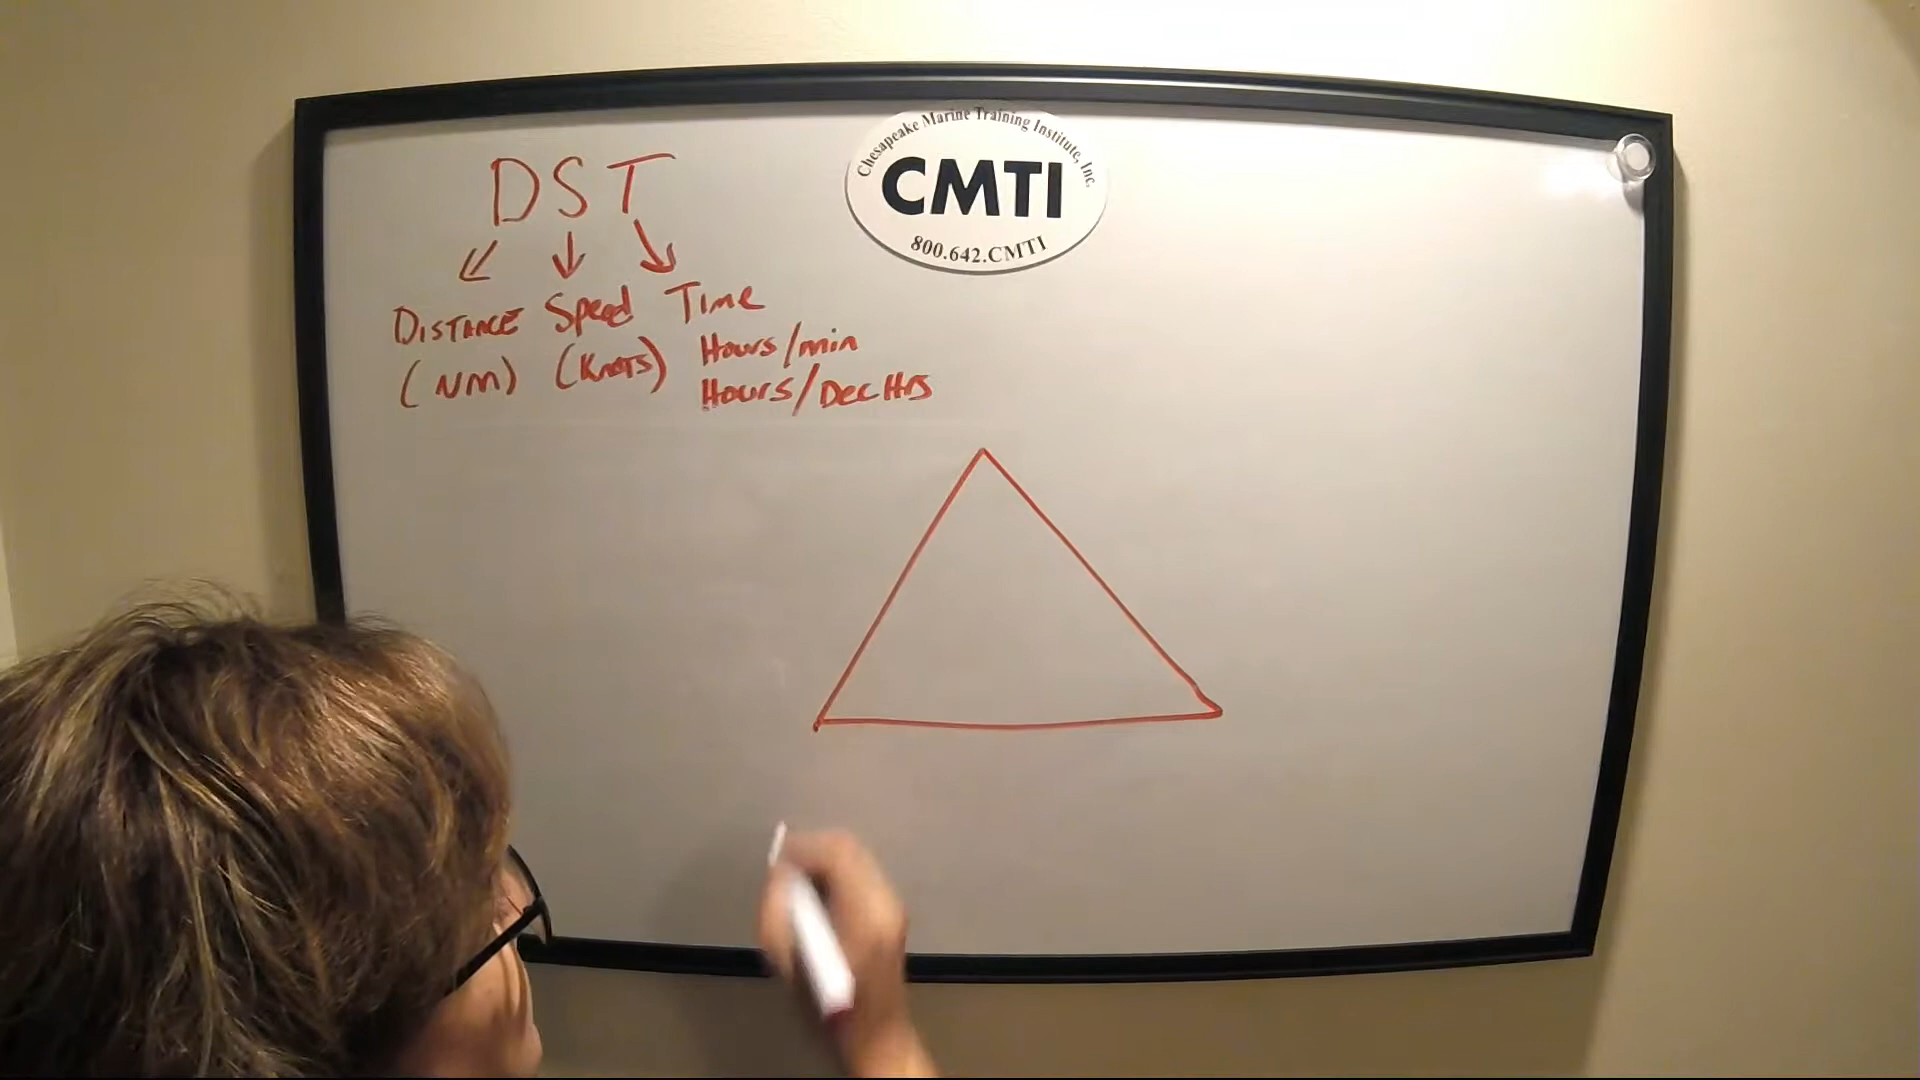 DST
Distance Speed Time
(NM) (Knots) Hours/min
Hours/Dec Hrs
Chesapeake Marine Training Institute, Inc.
CMTI
800.642.CMTI